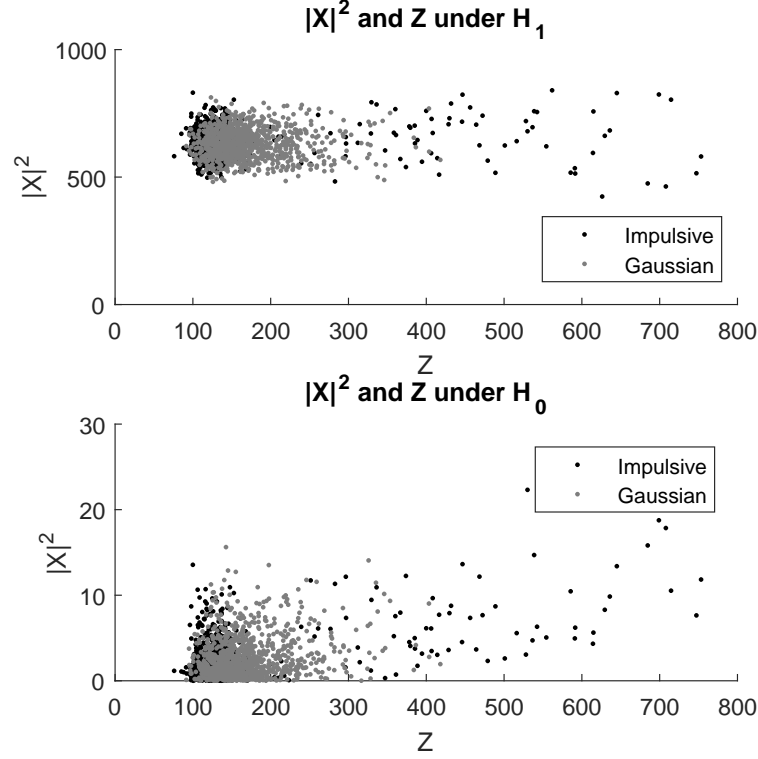 |X|² and Z under H₁
1000
500
0
|X|²
Impulsive
Gaussian
0 100 200 300 400 500 600 700 800
Z
|X|² and Z under H₀
30
20
10
0
|X|²
Impulsive
Gaussian
0 100 200 300 400 500 600 700 800
Z